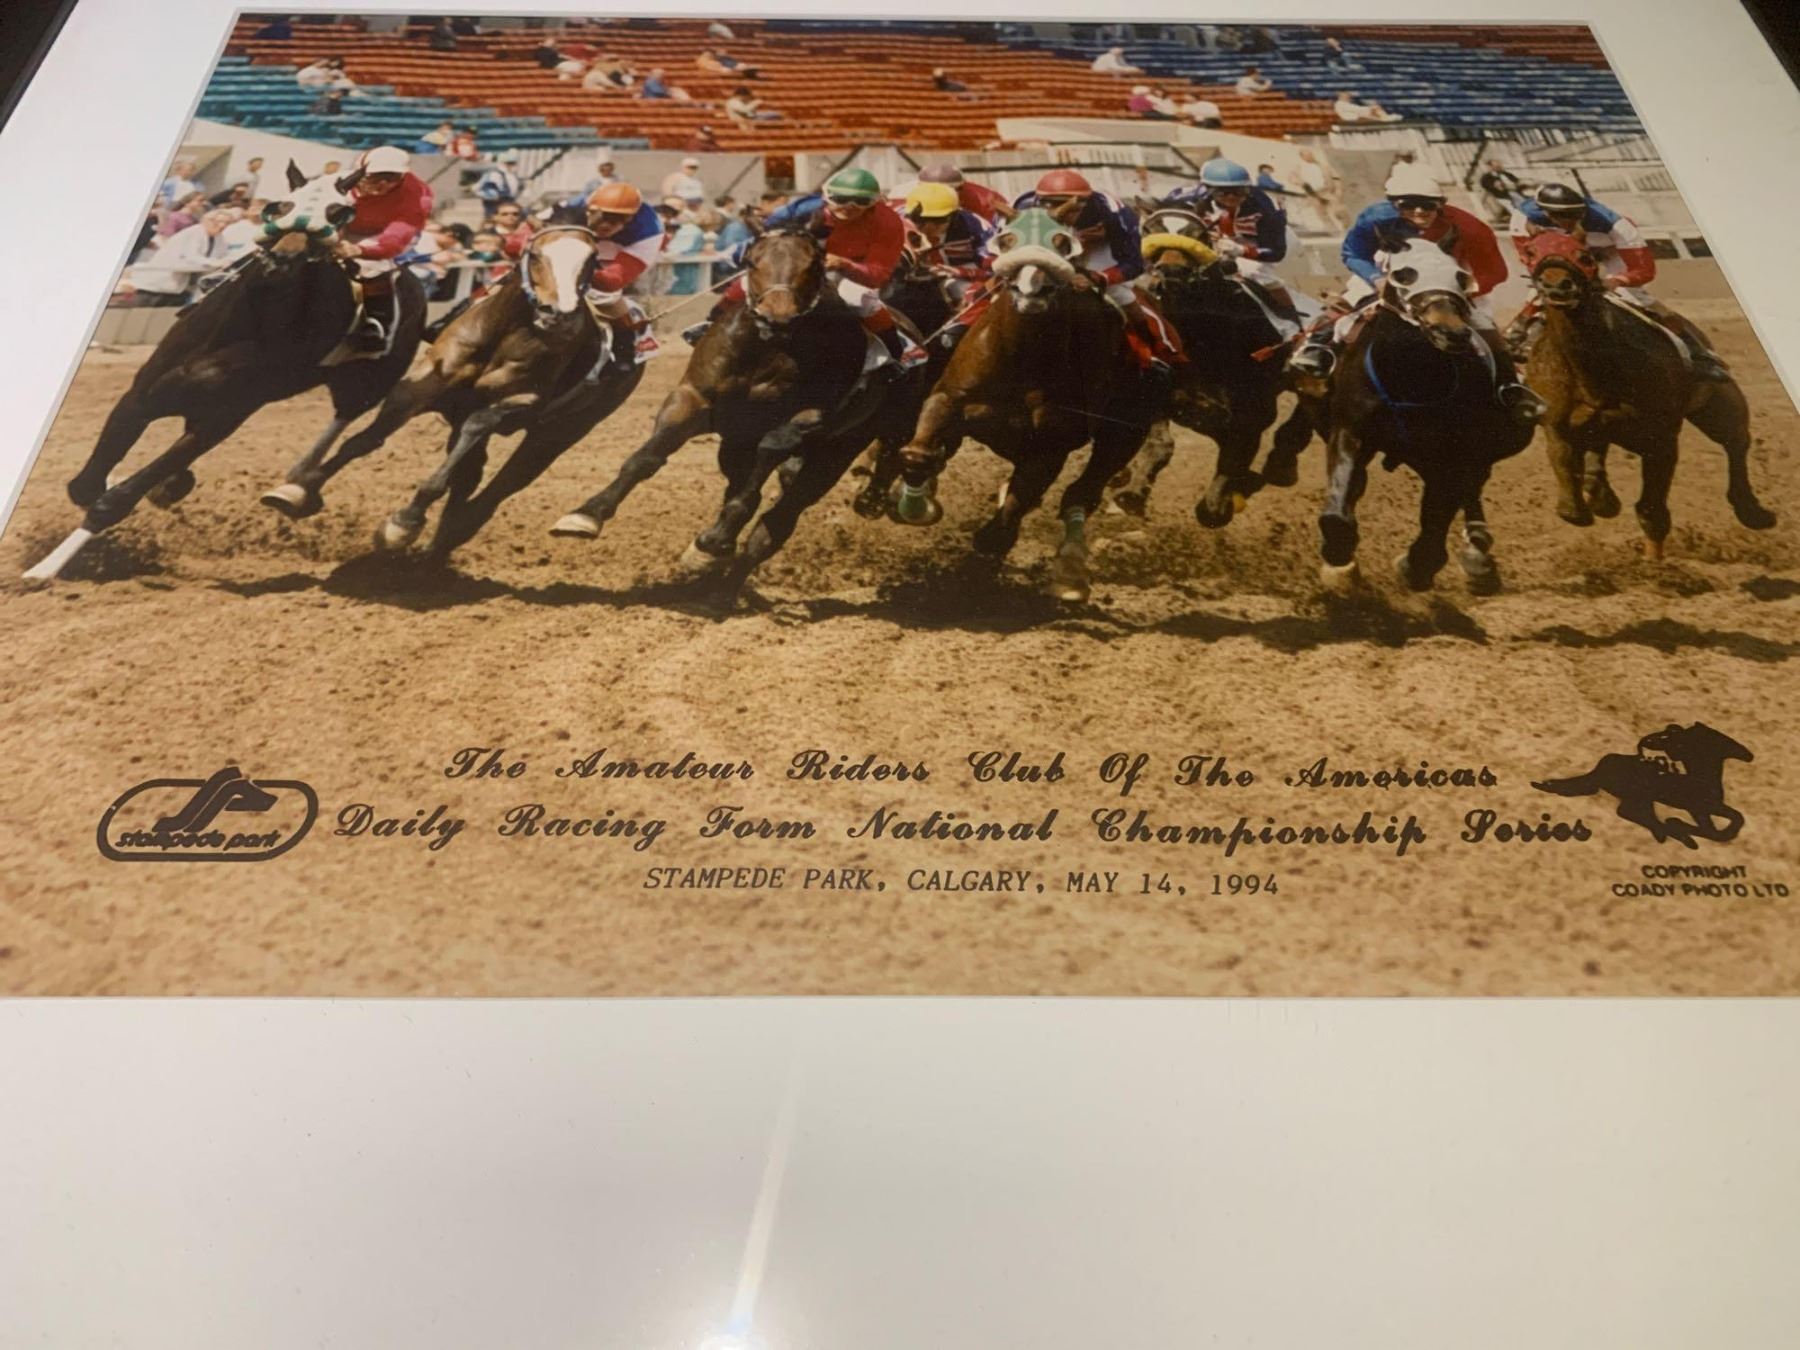 The Amateur Riders Club Of The Americas
stampede park
Daily Racing Form National Championship Series
STAMPEDE PARK, CALGARY, MAY 14, 1994
COPYRIGHT
COADY PHOTO LTD